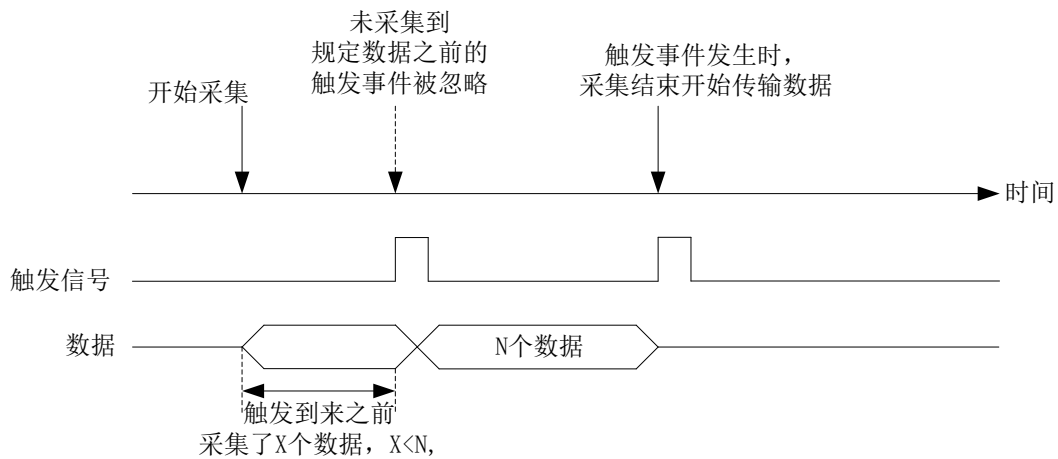 未采集到
规定数据之前的
触发事件被忽略
触发事件发生时，
采集结束开始传输数据
开始采集
时间
触发信号
数据
N个数据
触发到来之前
采集了X个数据，X<N,